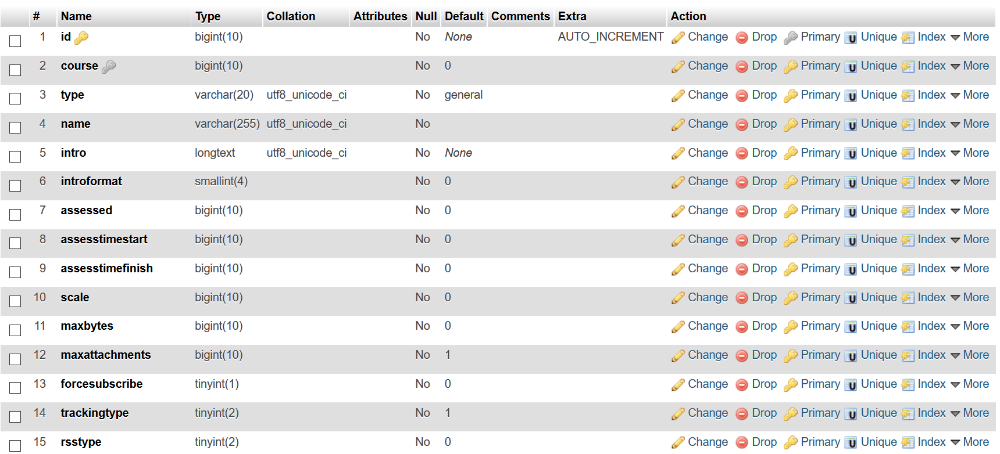 # Name Type Collation Attributes Null Default Comments Extra Action
1 id bigint(10) No None AUTO_INCREMENT Change Drop Primary Unique Index More
2 course bigint(10) No 0 Change Drop Primary Unique Index More
3 type varchar(20) utf8_unicode_ci No general Change Drop Primary Unique Index More
4 name varchar(255) utf8_unicode_ci No Change Drop Primary Unique Index More
5 intro longtext utf8_unicode_ci No None Change Drop Primary Unique Index More
6 introformat smallint(4) No 0 Change Drop Primary Unique Index More
7 assessed bigint(10) No 0 Change Drop Primary Unique Index More
8 assesstimestart bigint(10) No 0 Change Drop Primary Unique Index More
9 assesstimefinish bigint(10) No 0 Change Drop Primary Unique Index More
10 scale bigint(10) No 0 Change Drop Primary Unique Index More
11 maxbytes bigint(10) No 0 Change Drop Primary Unique Index More
12 maxattachments bigint(10) No 1 Change Drop Primary Unique Index More
13 forcesubscribe tinyint(1) No 0 Change Drop Primary Unique Index More
14 trackingtype tinyint(2) No 1 Change Drop Primary Unique Index More
15 rsstype tinyint(2) No 0 Change Drop Primary Unique Index More